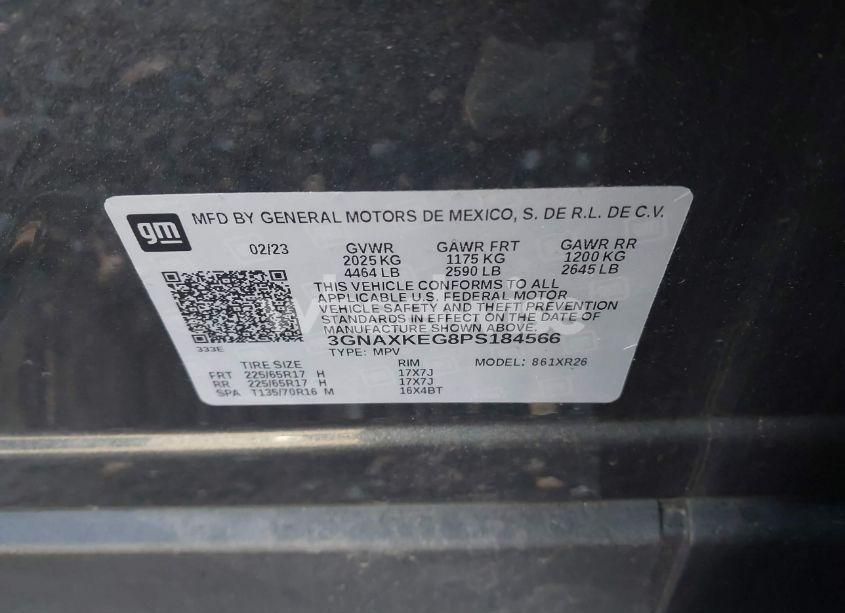 gm
MFD BY GENERAL MOTORS DE MEXICO, S. DE R.L. DE C.V.
02/23 GVWR GAWR FRT GAWR RR
2025 KG 1175 KG 1200 KG
4464 LB 2590 LB 2645 LB
THIS VEHICLE CONFORMS TO ALL
APPLICABLE U.S. FEDERAL MOTOR
VEHICLE SAFETY AND THEFT PREVENTION
STANDARDS IN EFFECT ON THE DATE OF
MANUFACTURE SHOWN ABOVE.
3GNAXKEG8PS184566
333E TYPE: MPV
TIRE SIZE RIM MODEL: 861XR26
FRT 225/65R17 H 17X7J
RR 225/65R17 H 17X7J
SPA T135/70R16 M 16X4BT